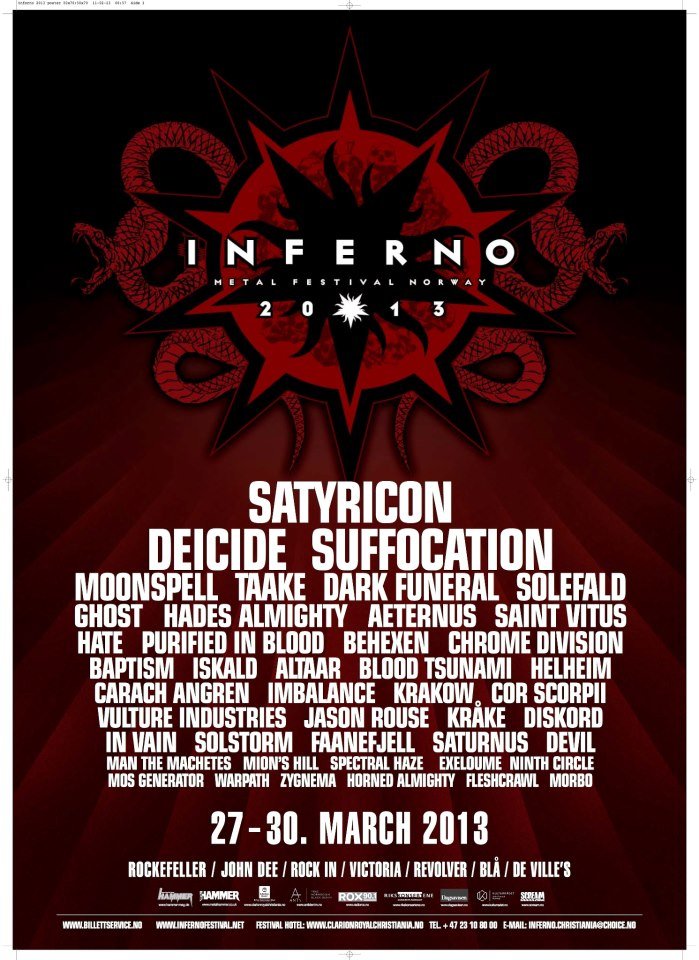 INFERNO
METAL FESTIVAL NORWAY
2013
SATYRICON
DEICIDE SUFFOCATION
MOONSPELL TAAKE DARK FUNERAL SOLEFALD
GHOST HADES ALMIGHTY AETERNUS SAINT VITUS
HATE PURIFIED IN BLOOD BEHEXEN CHROME DIVISION
BAPTISM ISKALD ALTAAR BLOOD TSUNAMI HELHEIM
CARACH ANGREN IMBALANCE KRAKOW COR SCORPII
VULTURE INDUSTRIES JASON ROUSE KRÅKE DISKORD
IN VAIN SOLSTORM FAANEFJELL SATURNUS DEVIL
MAN THE MACHETES MION'S HILL SPECTRAL HAZE EXELOUME NINTH CIRCLE
MOS GENERATOR WARPATH ZYGNEMA HORNED ALMIGHTY FLESHCRAWL MORBO
27-30. MARCH 2013
ROCKEFELLER / JOHN DEE / ROCK IN / VICTORIA / REVOLVER / BLÅ / DE VILLE'S
HAMMER HAMMER ROX90.1 RIKSKONSERTENE Dagsavisen SCREAM
WWW.BILLETTSERVICE.NO WWW.INFERNOFESTIVAL.NET FESTIVAL HOTEL: WWW.CLARIONROYALCHRISTIANIA.NO TEL. + 47 23 10 80 00 E-MAIL: INFERNO.CHRISTIANIA@CHOICE.NO